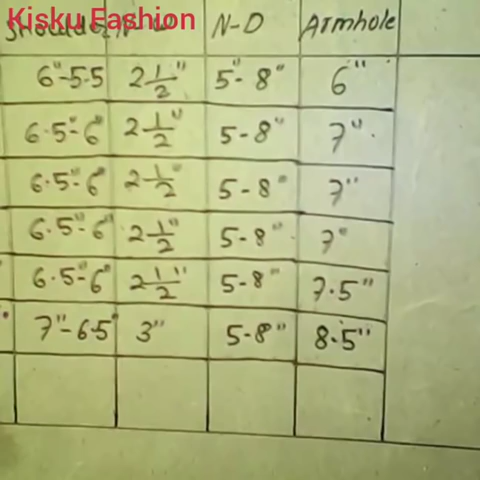 Kisku Fashion
Shoulder N-W N-D Armhole
6"-5.5 2 1/2" 5"-8" 6"
6.5"-6" 2 1/2" 5-8" 7"
6.5"-6" 2 1/2" 5-8" 7"
6.5"-6" 2 1/2" 5-8" 7"
6.5"-6" 2 1/2" 5-8" 7.5"
7"-6.5" 3" 5-8" 8.5"